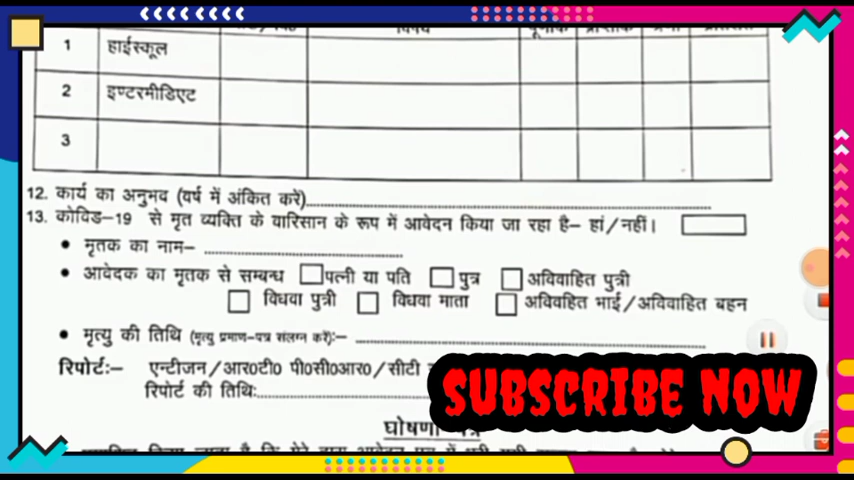 1 हाईस्कूल
2 इण्टरमीडिएट
3
12. कार्य का अनुभव (वर्ष में अंकित करें)
13. कोविड–19 से मृत व्यक्ति के वारिसान के रूप में आवेदन किया जा रहा है– हां/नहीं।
• मृतक का नाम–
• आवेदक का मृतक से सम्बन्ध पत्नी या पति पुत्र अविवाहित पुत्री
विधवा पुत्री विधवा माता अविवहित भाई/अविवाहित बहन
• मृत्यु की तिथि (मृत्यु प्रमाण–पत्र संलग्न करें):–
रिपोर्ट:– एन्टीजन/आर0टी0 पी0सी0आर0/सीटी
रिपोर्ट की तिथि:
SUBSCRIBE NOW